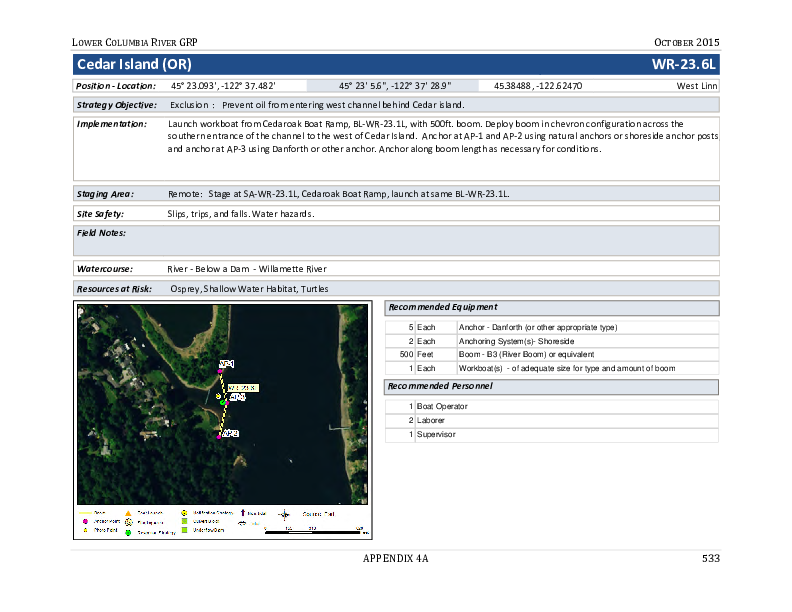 LOWER COLUMBIA RIVER GRP
OCTOBER 2015
Cedar Island (OR)
WR-23.6L
Position - Location: 45° 23.093', -122° 37.482' 45° 23' 5.6", -122° 37' 28.9" 45.38488, -122.62470 West Linn
Strategy Objective: Exclusion : Prevent oil from entering west channel behind Cedar island.
Implementation: Launch workboat from Cedaroak Boat Ramp, BL-WR-23.1L, with 500ft. boom. Deploy boom in chevron configuration across the
southern entrance of the channel to the west of Cedar Island. Anchor at AP-1 and AP-2 using natural anchors or shoreside anchor posts
and anchor at AP-3 using Danforth or other anchor. Anchor along boom length as necessary for conditions.
Staging Area: Remote: Stage at SA-WR-23.1L, Cedaroak Boat Ramp, launch at same BL-WR-23.1L.
Site Safety: Slips, trips, and falls. Water hazards.
Field Notes:
Watercourse: River - Below a Dam - Willamette River
Resources at Risk: Osprey, Shallow Water Habitat, Turtles
Recommended Equipment
5 Each Anchor - Danforth (or other appropriate type)
2 Each Anchoring System(s)- Shoreside
500 Feet Boom - B3 (River Boom) or equivalent
1 Each Workboat(s) - of adequate size for type and amount of boom
Recommended Personnel
1 Boat Operator
2 Laborer
1 Supervisor
AP-1
Anchor Point
Photo Point
APPENDIX 4A
533